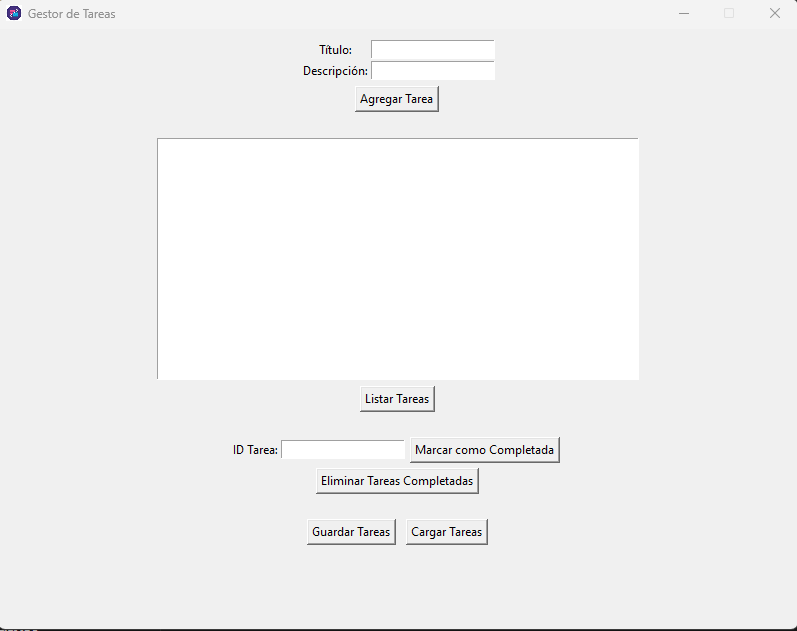 Gestor de Tareas
Título:
Descripción:
Agregar Tarea
Listar Tareas
ID Tarea: Marcar como Completada
Eliminar Tareas Completadas
Guardar Tareas Cargar Tareas